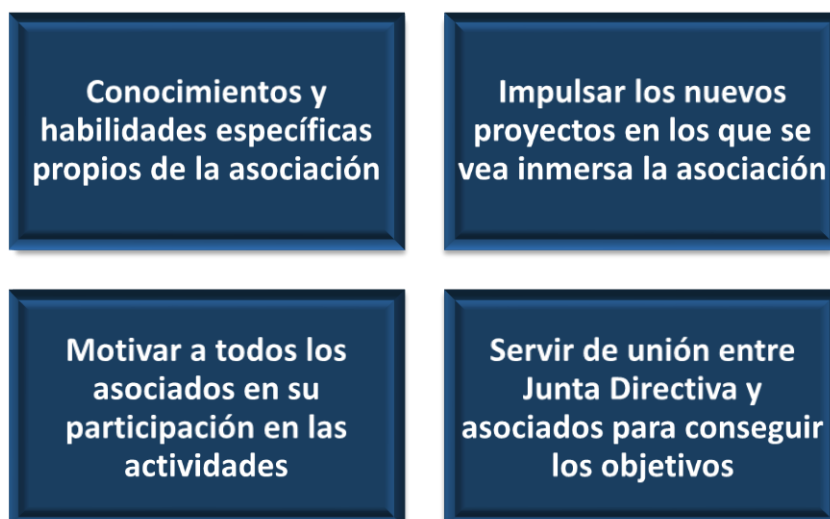 Conocimientos y
habilidades específicas
propios de la asociación
Impulsar los nuevos
proyectos en los que se
vea inmersa la asociación
Motivar a todos los
asociados en su
participación en las
actividades
Servir de unión entre
Junta Directiva y
asociados para conseguir
los objetivos